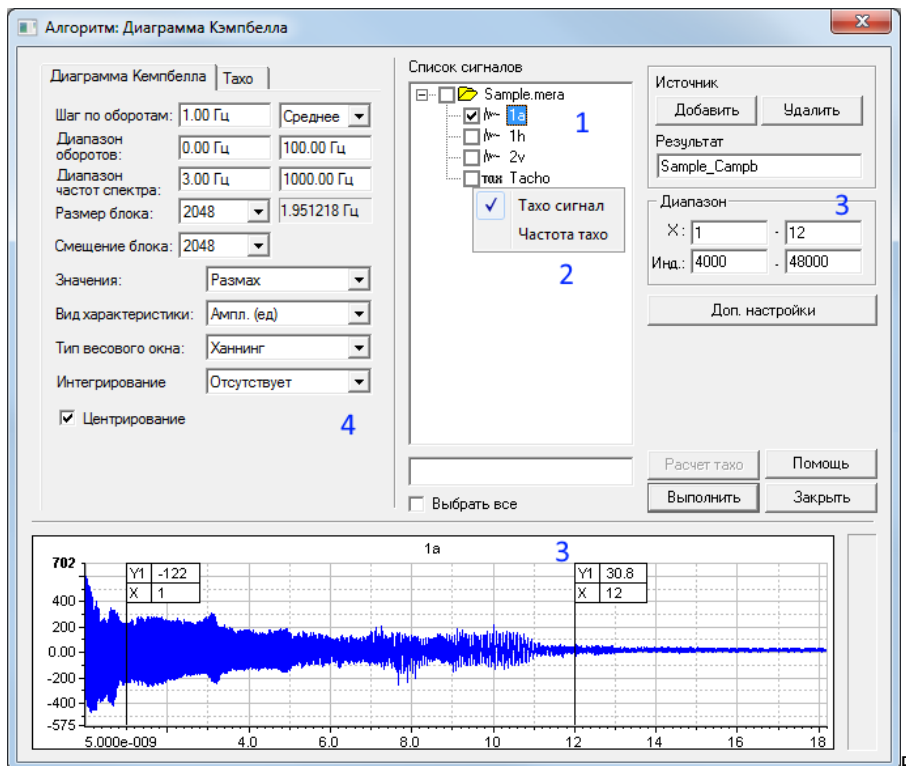 Алгоритм: Диаграмма Кэмпбелла
Диаграмма Кемпбелла
Тахо
Шаг по оборотам: 1.00 Гц Среднее
Диапазон оборотов: 0.00 Гц 100.00 Гц
Диапазон частот спектра: 3.00 Гц 1000.00 Гц
Размер блока: 2048 1.951218 Гц
Смещение блока: 2048
Значения: Размах
Вид характеристики: Ампл. (ед)
Тип весового окна: Ханнинг
Интегрирование Отсутствует
Центрирование
4
Список сигналов
Sample.mera
1a
1
1h
2v
тах Tacho
Тахо сигнал
Частота тахо
2
Выбрать все
Источник
Добавить Удалить
Результат
Sample_Campb
Диапазон
3
X: 1 - 12
Инд.: 4000 - 48000
Доп. настройки
Расчет тахо Помощь
Выполнить Закрыть
1a
3
702
400
200
0.00
-200
-400
-575
Y1 -122
X 1
Y1 30.8
X 12
5.000e-009 4.0 6.0 8.0 10 12 14 16 18